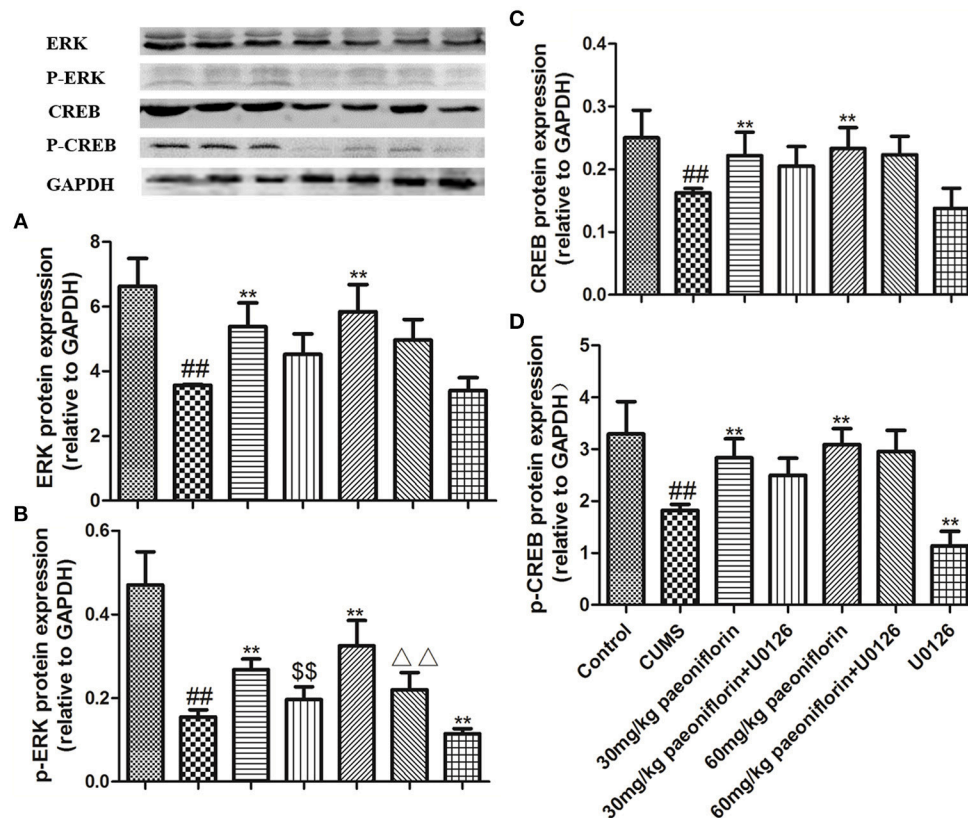 ERK
P-ERK
CREB
P-CREB
GAPDH
A
ERK protein expression
(relative to GAPDH)
8
6
4
2
0
##
**
**
B
p-ERK protein expression
(relative to GAPDH)
0.6
0.4
0.2
0.0
##
**
$$
**
△ △
**
C
CREB protein expression
(relative to GAPDH)
0.4
0.3
0.2
0.1
0.0
##
**
**
D
p-CREB protein expression
(relative to GAPDH)
5
4
3
2
1
0
##
**
**
**
Control
CUMS
30mg/kg paeoniflorin
30mg/kg paeoniflorin+U0126
60mg/kg paeoniflorin
60mg/kg paeoniflorin+U0126
U0126